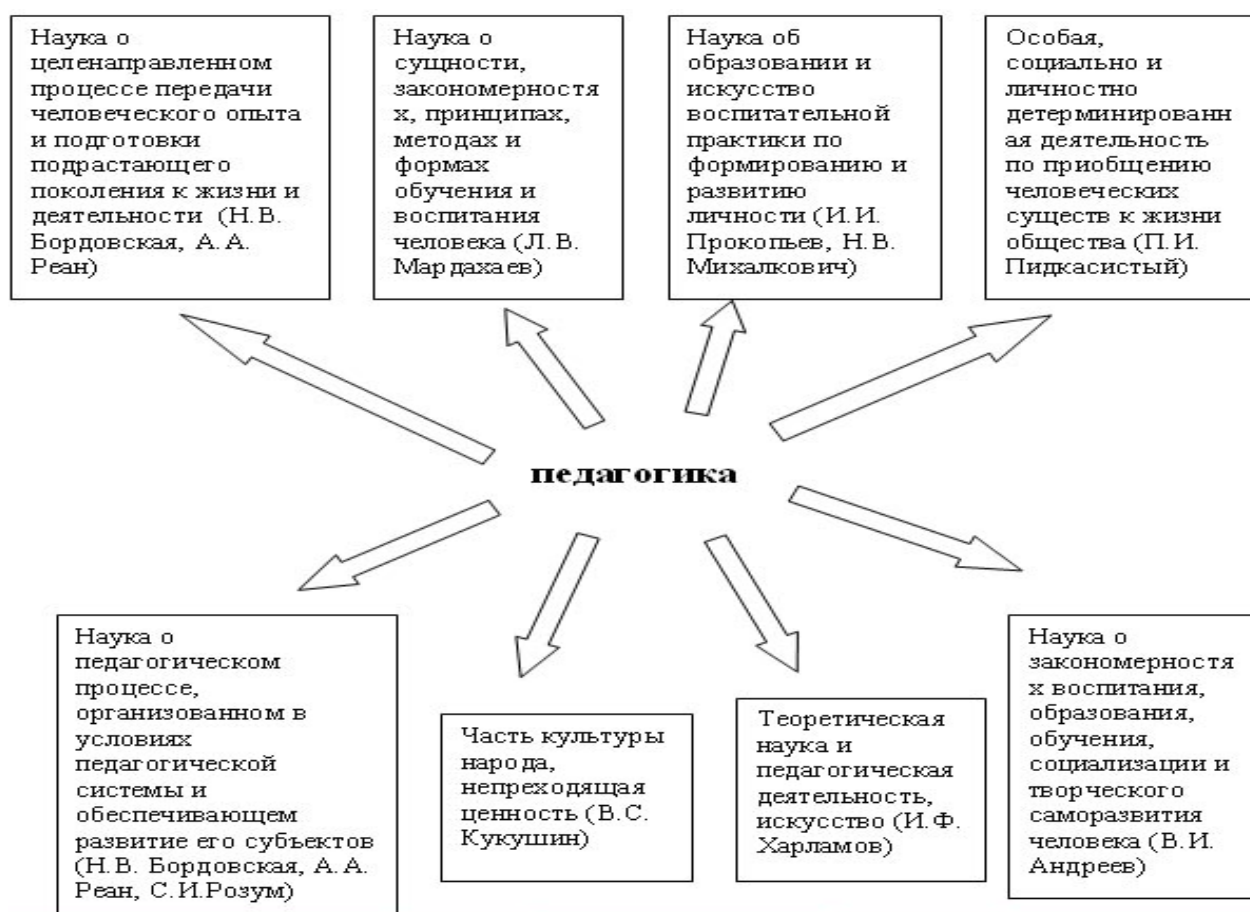 Наука о
целенаправленном
процессе передачи
человеческого опыта
и подготовки
подрастающего
поколения к жизни и
деятельности (Н.В.
Бордовская, А.А.
Реан)
Наука о
сущности,
закономерностя
х, принципах,
методах и
формах
обучения и
воспитания
человека (Л.В.
Мардахаев)
Наука об
образовании и
искусство
воспитательной
практики по
формированию и
развитию
личности (И.И.
Прокопьев, Н.В.
Михалкович)
Особая,
социально и
личностно
детерминированн
ая деятельность
по приобщению
человеческих
существ к жизни
общества (П.И.
Пидкасистый)
педагогика
Наука о
педагогическом
процессе,
организованном в
условиях
педагогической
системы и
обеспечивающем
развитие его субъектов
(Н.В. Бордовская, А.А.
Реан, С.И.Розум)
Часть культуры
народа,
непреходящая
ценность (В.С.
Кукушин)
Теоретическая
наука и
педагогическая
деятельность,
искусство (И.Ф.
Харламов)
Наука о
закономерностя
х воспитания,
образования,
обучения,
социализации и
творческого
саморазвития
человека (В.И.
Андреев)